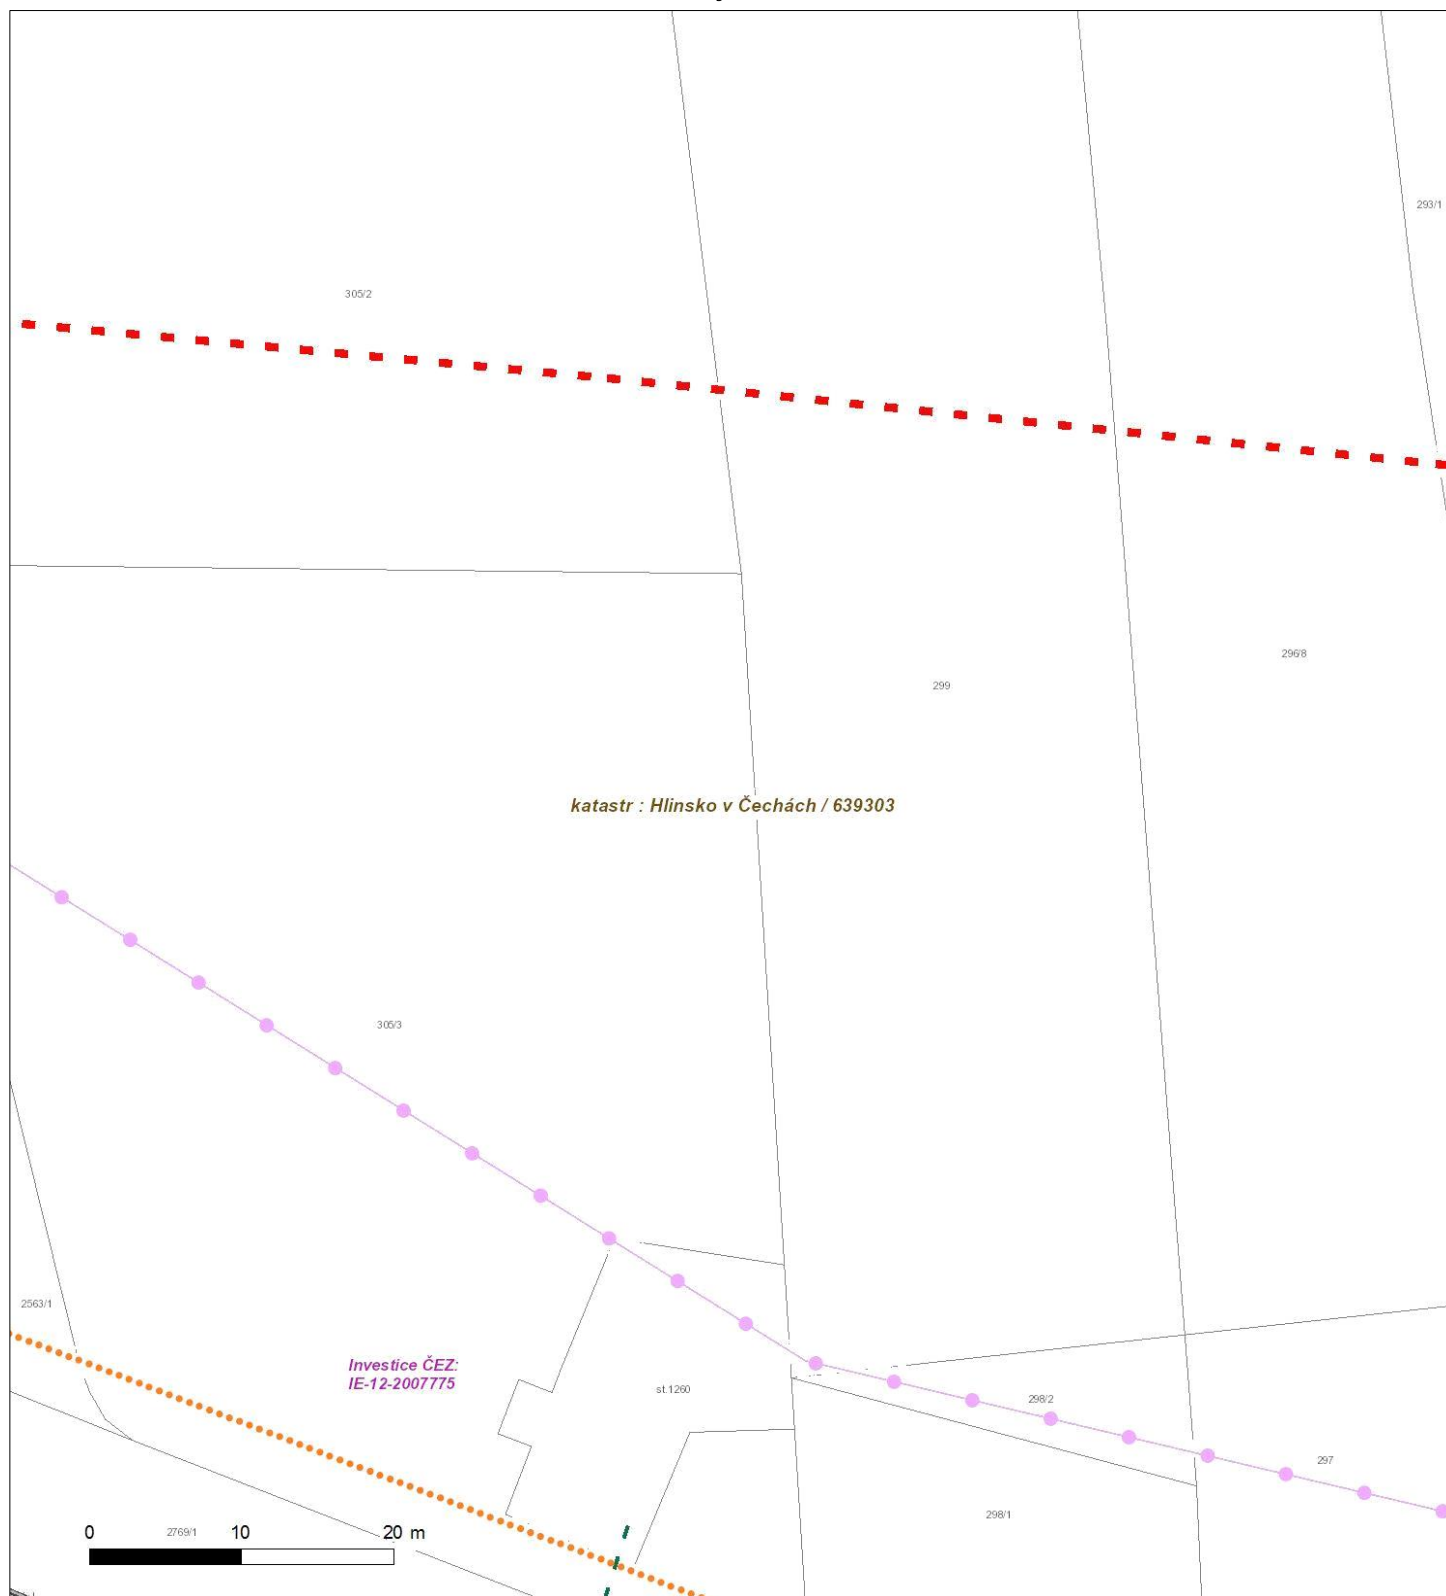 293/1
305/2
296/8
299
katastr : Hlinsko v Čechách / 639303
305/3
2563/1
Investice ČEZ:
IE-12-2007775
st.1260
298/2
297
298/1
0 10 20 m
2769/1